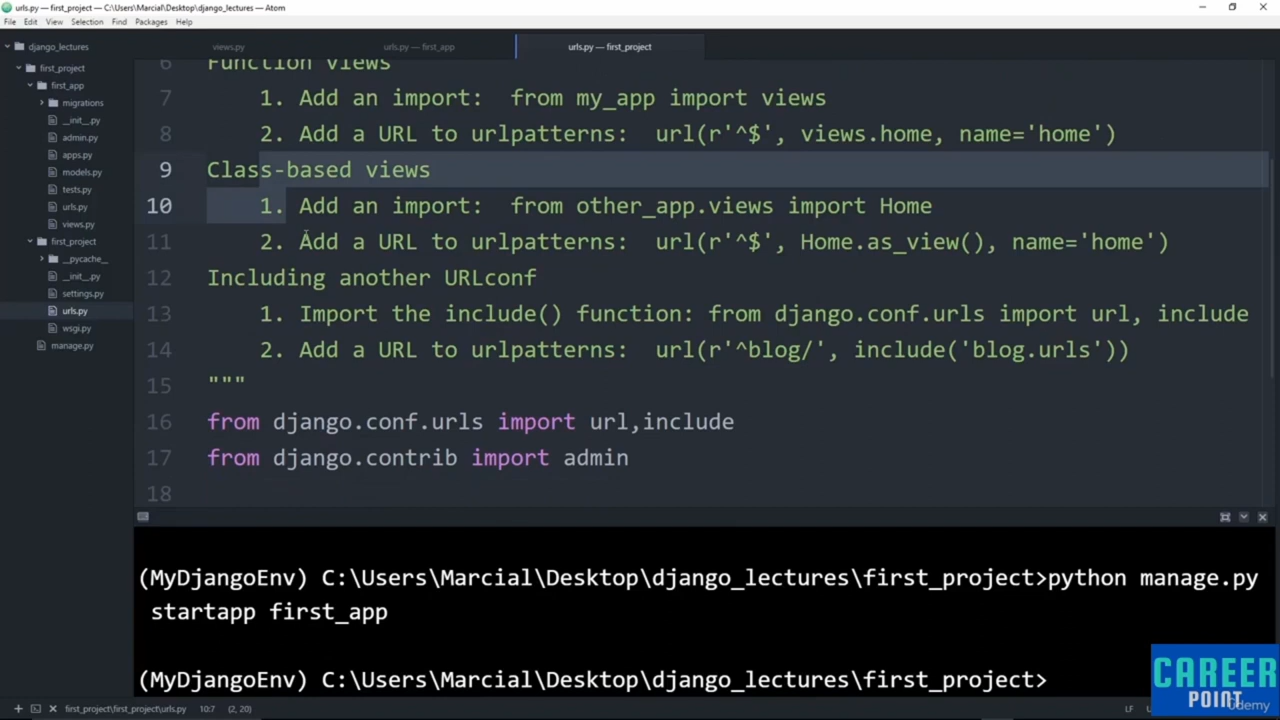 urls.py — first_project — C:\Users\Marcial\Desktop\django_lectures — Atom
File Edit View Selection Find Packages Help
django_lectures
first_project
first_app
migrations
__init__.py
admin.py
apps.py
models.py
tests.py
urls.py
views.py
first_project
__pycache__
__init__.py
settings.py
urls.py
wsgi.py
manage.py
views.py urls.py — first_app urls.py — first_project
6 Function views
7 1. Add an import: from my_app import views
8 2. Add a URL to urlpatterns: url(r'^$', views.home, name='home')
9 Class-based views
10 1. Add an import: from other_app.views import Home
11 2. Add a URL to urlpatterns: url(r'^$', Home.as_view(), name='home')
12 Including another URLconf
13 1. Import the include() function: from django.conf.urls import url, include
14 2. Add a URL to urlpatterns: url(r'^blog/', include('blog.urls'))
15 """
16 from django.conf.urls import url,include
17 from django.contrib import admin
18
(MyDjangoEnv) C:\Users\Marcial\Desktop\django_lectures\first_project>python manage.py
startapp first_app
(MyDjangoEnv) C:\Users\Marcial\Desktop\django_lectures\first_project>
first_project\first_project\urls.py 10:7 (2, 20) LF
CAREER
POINT
Udemy